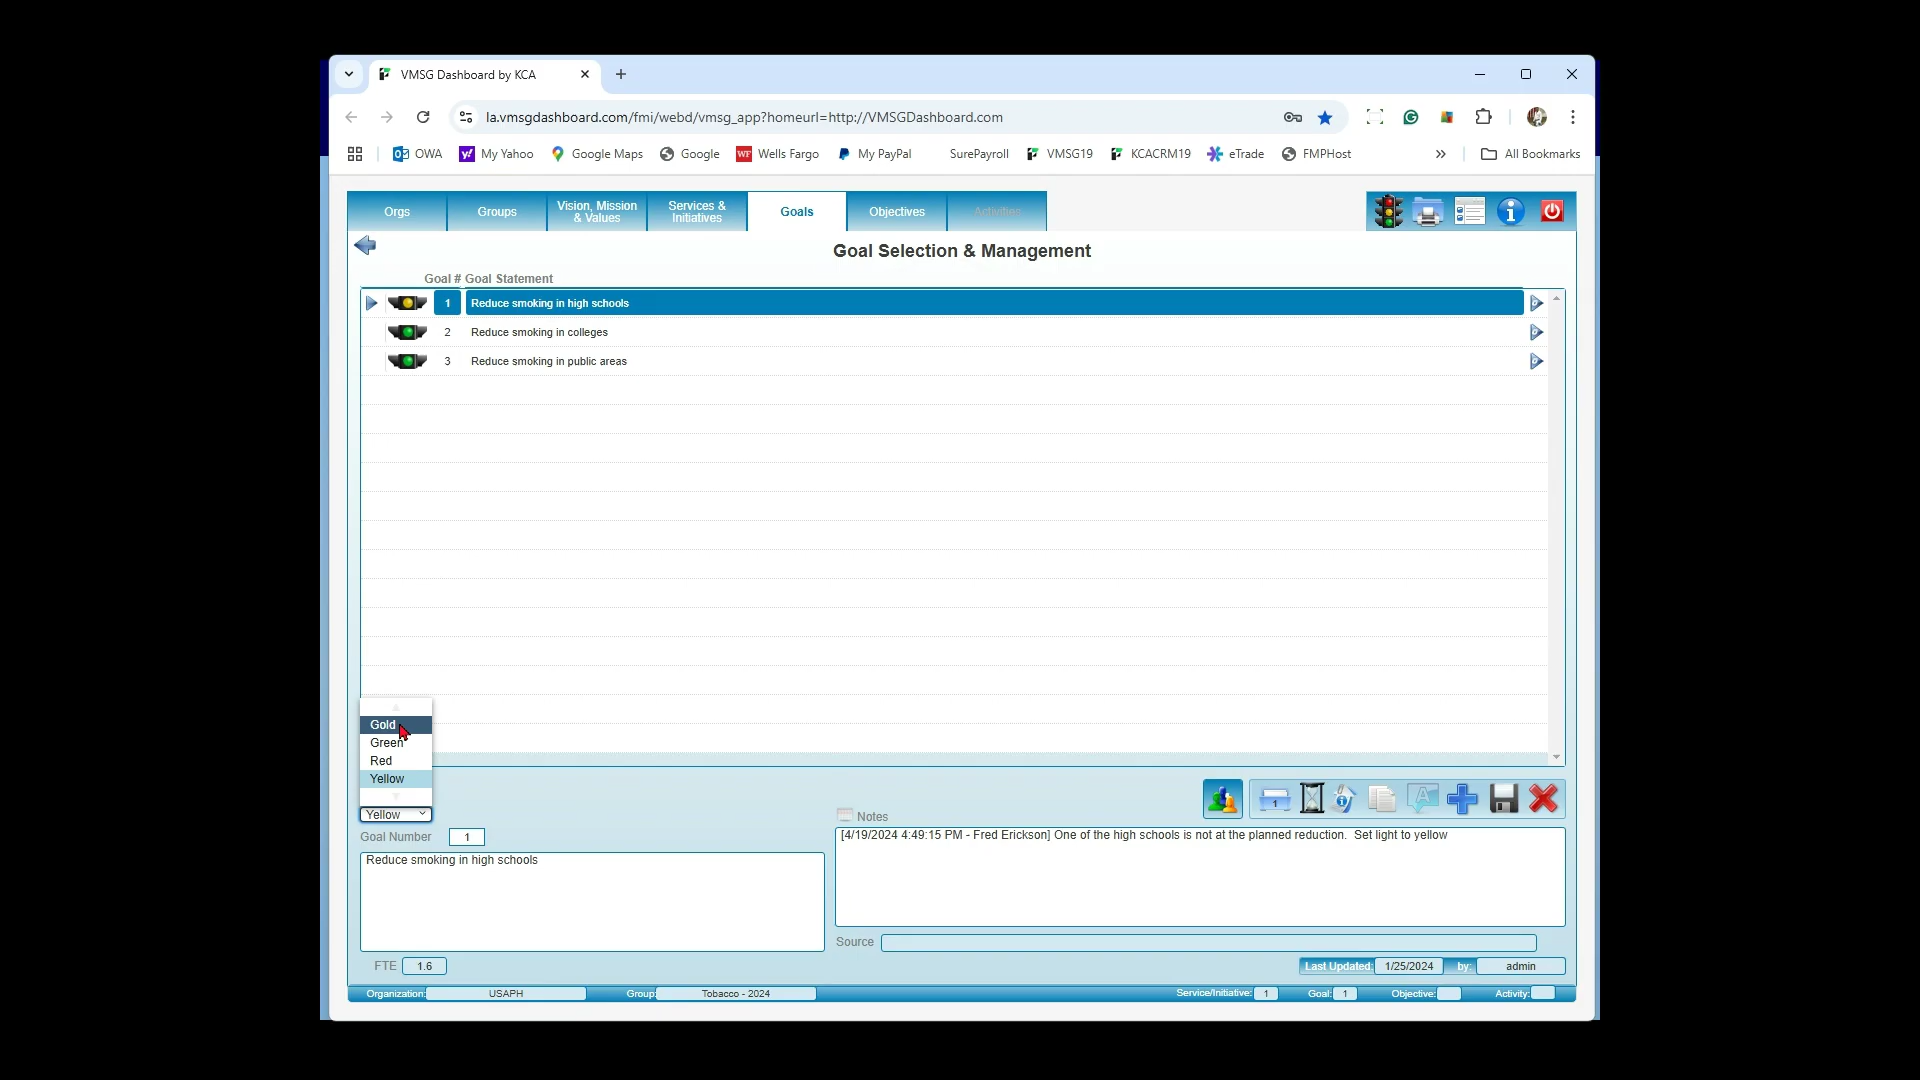 VMSG Dashboard by KCA
la.vmsgdashboard.com/fmi/webd/vmsg_app?homeurl=http://VMSGDashboard.com
OWA My Yahoo Google Maps Google WF Wells Fargo My PayPal SurePayroll VMSG19 KCACRM19 eTrade FMPHost All Bookmarks
Orgs Groups Vision, Mission & Values Services & Initiatives Goals Objectives Activities
Goal Selection & Management
Goal # Goal Statement
1 Reduce smoking in high schools
2 Reduce smoking in colleges
3 Reduce smoking in public areas
Gold
Green
Red
Yellow
Yellow
Notes
Goal Number 1
[4/19/2024 4:49:15 PM - Fred Erickson] One of the high schools is not at the planned reduction. Set light to yellow
Reduce smoking in high schools
Source
FTE 1.6
Last Updated: 1/25/2024 by: admin
Organization: USAPH Group: Tobacco - 2024 Service/Initiative: 1 Goal: 1 Objective: Activity: